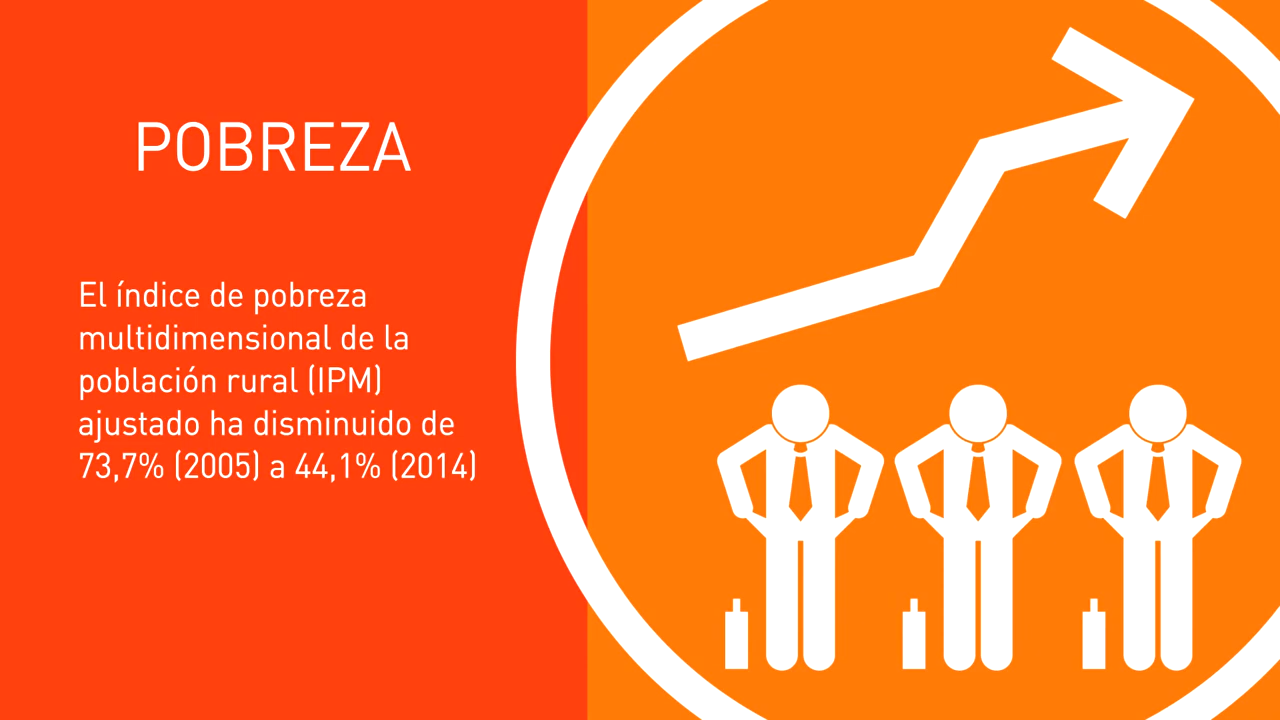 POBREZA
El índice de pobreza
multidimensional de la
población rural (IPM)
ajustado ha disminuido de
73,7% (2005) a 44,1% (2014)